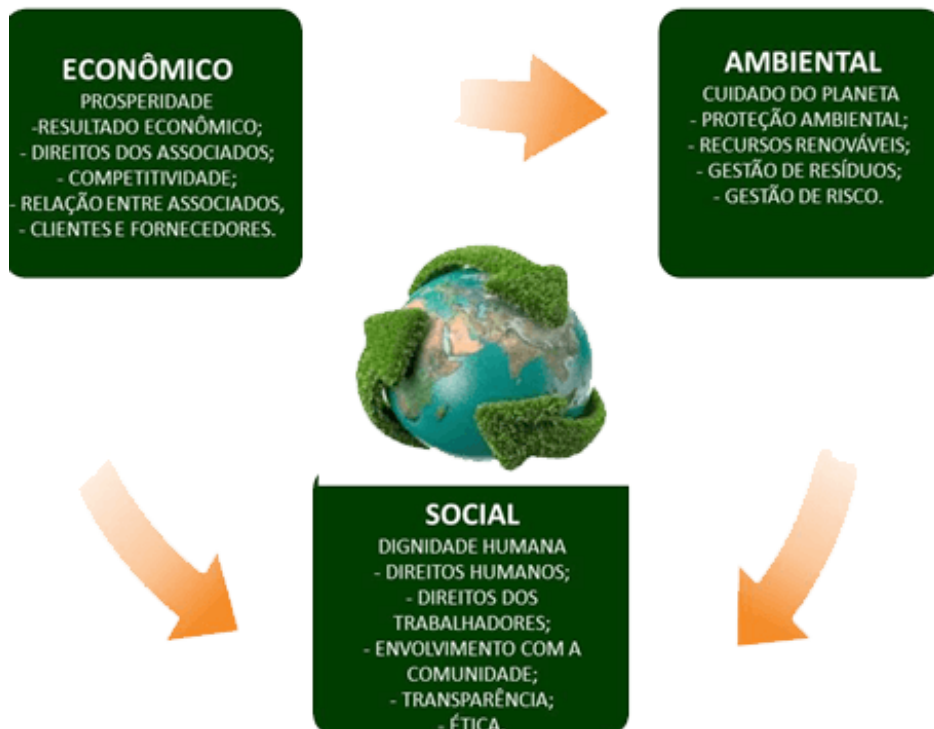 ECONÔMICO
PROSPERIDADE
-RESULTADO ECONÔMICO;
- DIREITOS DOS ASSOCIADOS;
- COMPETITIVIDADE;
- RELAÇÃO ENTRE ASSOCIADOS,
- CLIENTES E FORNECEDORES.
AMBIENTAL
CUIDADO DO PLANETA
- PROTEÇÃO AMBIENTAL;
- RECURSOS RENOVÁVEIS;
- GESTÃO DE RESÍDUOS;
- GESTÃO DE RISCO.
SOCIAL
DIGNIDADE HUMANA
- DIREITOS HUMANOS;
- DIREITOS DOS
TRABALHADORES;
- ENVOLVIMENTO COM A
COMUNIDADE;
- TRANSPARÊNCIA;
- ÉTICA.